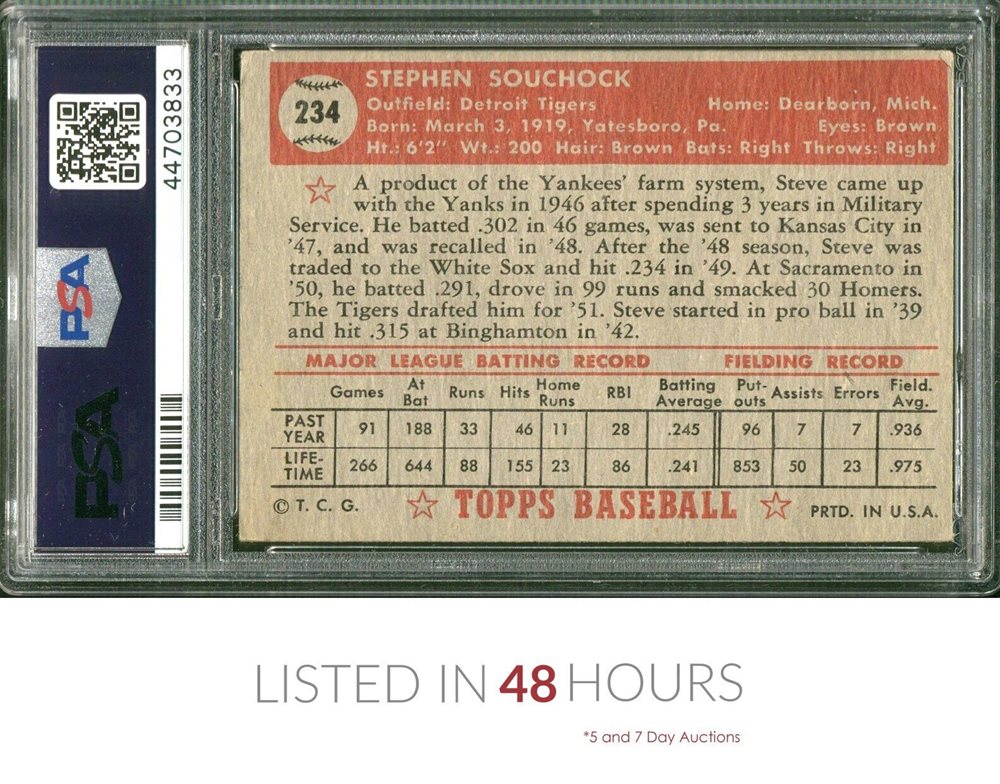 44703833
PSA
PSA
234
STEPHEN SOUCHOCK
Outfield: Detroit Tigers Home: Dearborn, Mich.
Born: March 3, 1919, Yatesboro, Pa. Eyes: Brown
Ht.: 6'2" Wt.: 200 Hair: Brown Bats: Right Throws: Right
A product of the Yankees' farm system, Steve came up
with the Yanks in 1946 after spending 3 years in Military
Service. He batted .302 in 46 games, was sent to Kansas City in
'47, and was recalled in '48. After the '48 season, Steve was
traded to the White Sox and hit .234 in '49. At Sacramento in
'50, he batted .291, drove in 99 runs and smacked 30 Homers.
The Tigers drafted him for '51. Steve started in pro ball in '39
and hit .315 at Binghamton in '42.
MAJOR LEAGUE BATTING RECORD FIELDING RECORD
Games At Bat Runs Hits Home Runs RBI Batting Average Put-outs Assists Errors Field. Avg.
PAST YEAR 91 188 33 46 11 28 .245 96 7 7 .936
LIFE-TIME 266 644 88 155 23 86 .241 853 50 23 .975
© T. C. G. TOPPS BASEBALL PRTD. IN U.S.A.
LISTED IN 48 HOURS
*5 and 7 Day Auctions